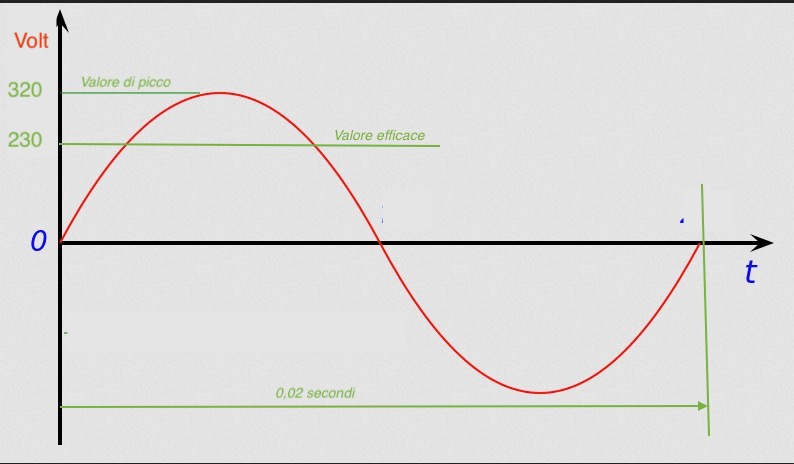 Volt
Valore di picco
320
Valore efficace
230
0
t
0,02 secondi